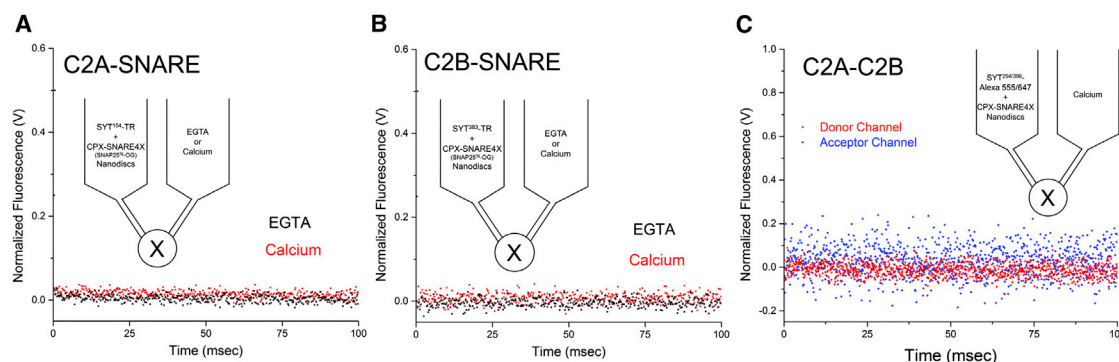 A
C2A-SNARE
Normalized Fluorescence (V)
0.6
0.4
0.2
0.0
SYT154-TR
+
CPX-SNARE4X
(SNAP2576-OG)
Nanodiscs
EGTA
or
Calcium
X
EGTA
Calcium
0 25 50 75 100
Time (msec)
B
C2B-SNARE
Normalized Fluorescence (V)
0.6
0.4
0.2
0.0
SYT383-TR
+
CPX-SNARE4X
(SNAP2576-OG)
Nanodiscs
EGTA
or
Calcium
X
EGTA
Calcium
0 25 50 75 100
Time (msec)
C
C2A-C2B
Normalized Fluorescence (V)
1.0
0.8
0.6
0.4
0.2
0.0
-0.2
Donor Channel
Acceptor Channel
Alexa 555/647
+
CPX-SNARE4X
Nanodiscs
Calcium
X
0 25 50 75 100
Time (msec)